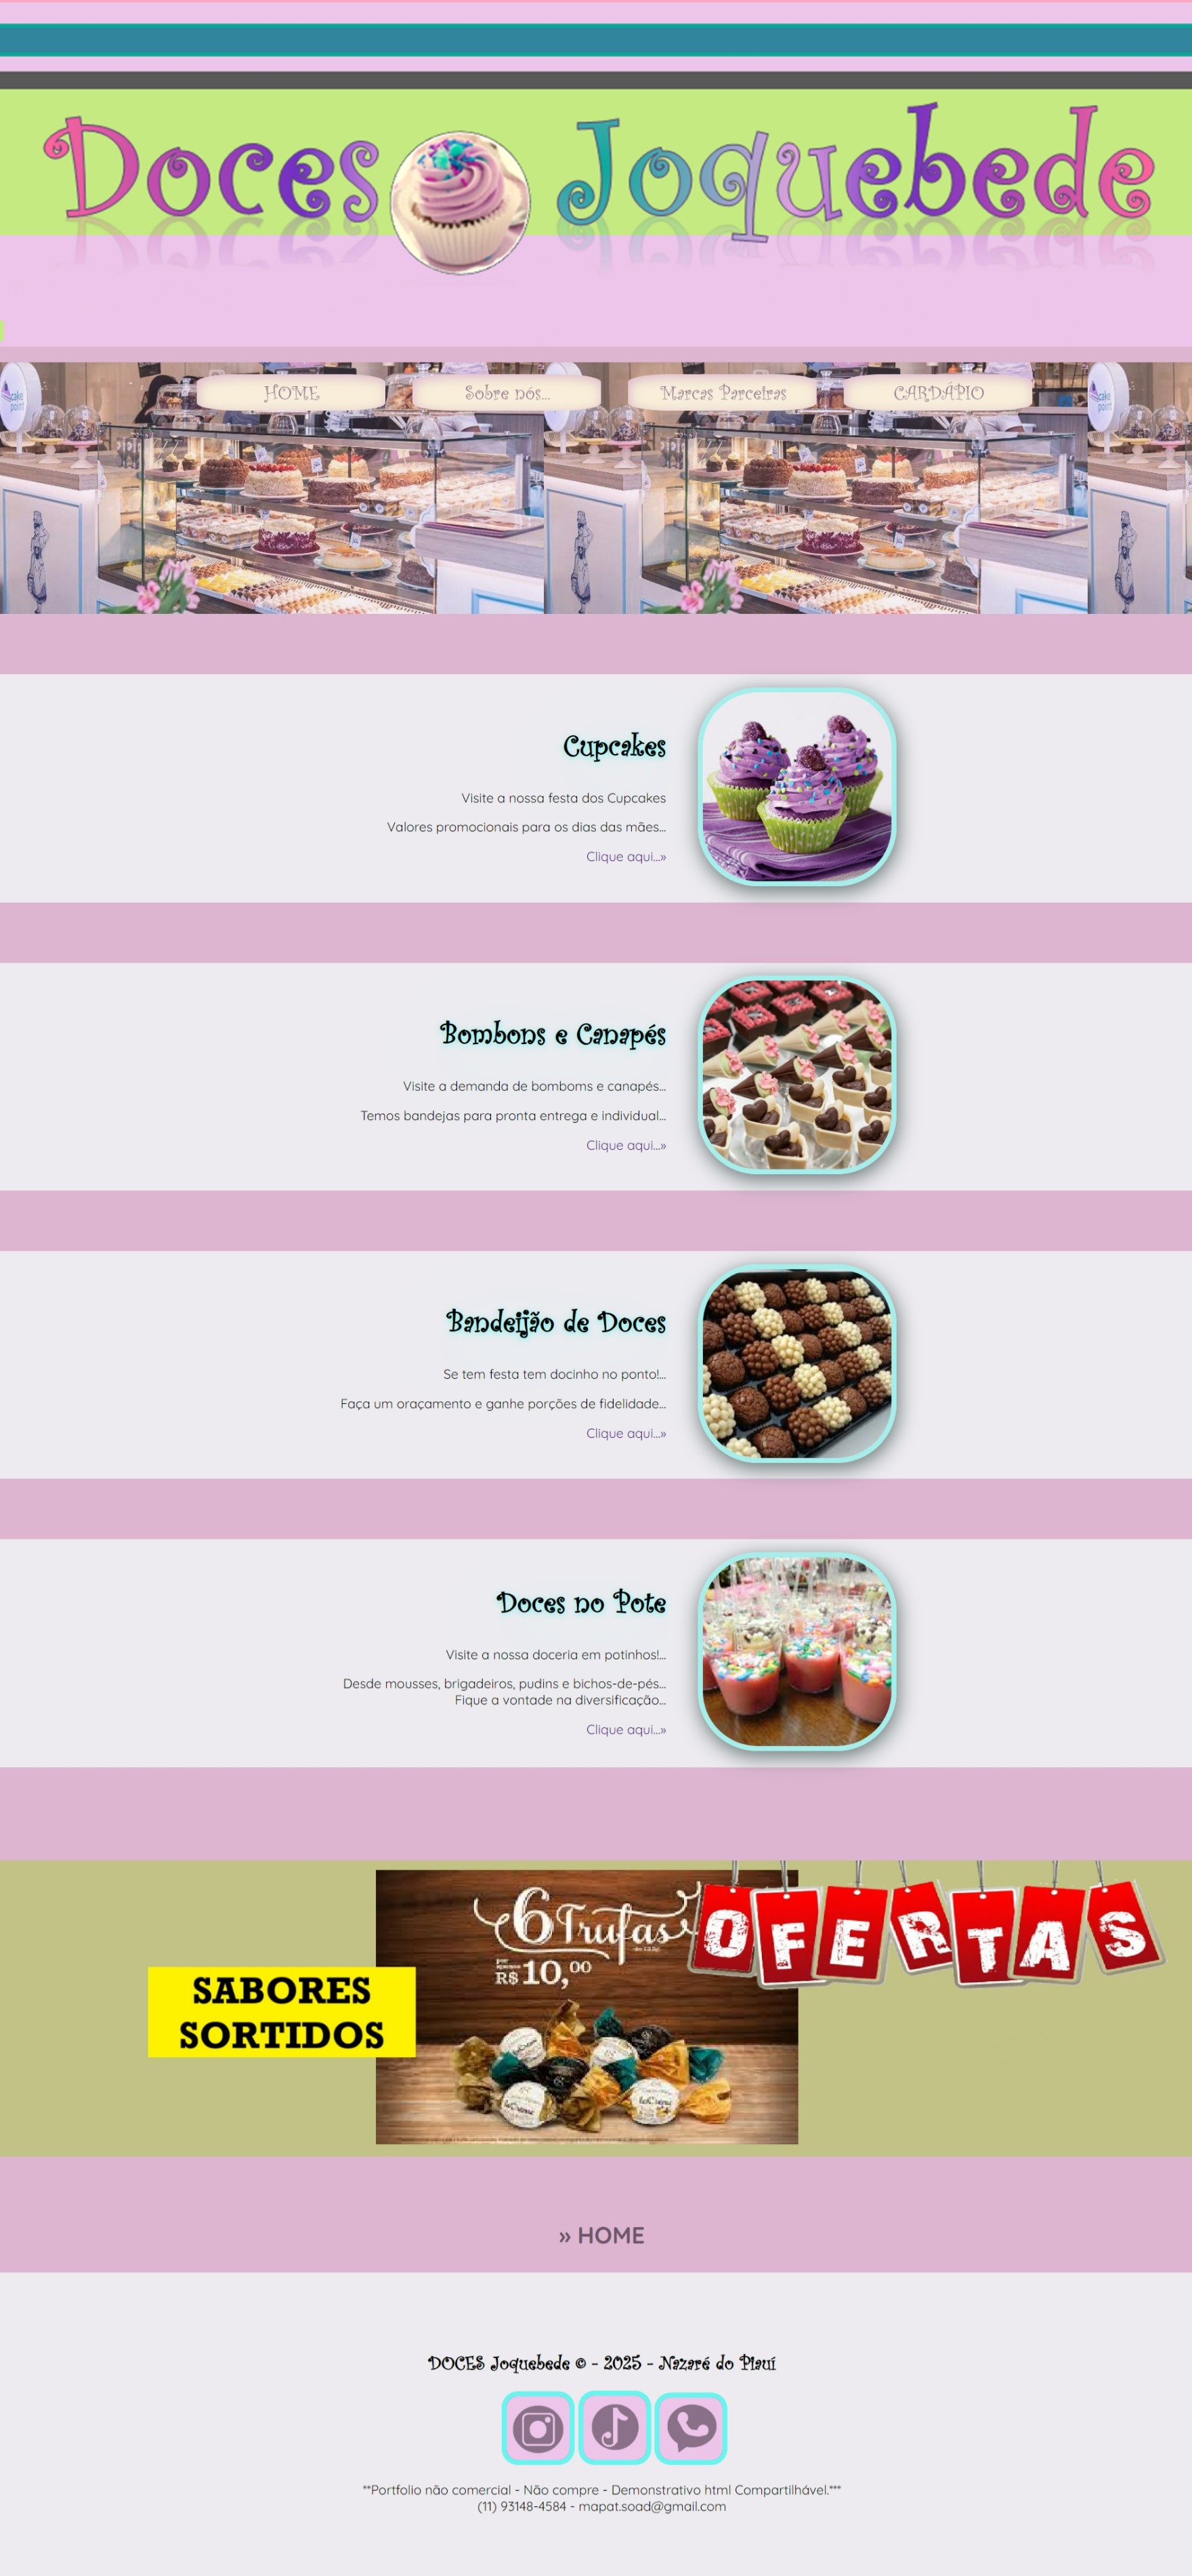 Doces Joquebede
cake point
cake point
HOME
Sobre nós...
Marcas Parceiras
CARDÁPIO
Cupcakes
Visite a nossa festa dos Cupcakes
Valores promocionais para os dias das mães...
Clique aqui...»
Bombons e Canapés
Visite a demanda de bomboms e canapés...
Temos bandejas para pronta entrega e individual...
Clique aqui...»
Bandeijão de Doces
Se tem festa tem docinho no ponto!...
Faça um oraçamento e ganhe porções de fidelidade...
Clique aqui...»
Doces no Pote
Visite a nossa doceria em potinhos!...
Desde mousses, brigadeiros, pudins e bichos-de-pés...
Fique a vontade na diversificação...
Clique aqui...»
OFERTAS
6 Trufas
R$ 10,00
SABORES
SORTIDOS
» HOME
DOCES Joquebede © - 2025 - Nazaré do Piauí
**Portfolio não comercial - Não compre - Demonstrativo html Compartilhável.***
(11) 93148-4584 - mapat.soad@gmail.com